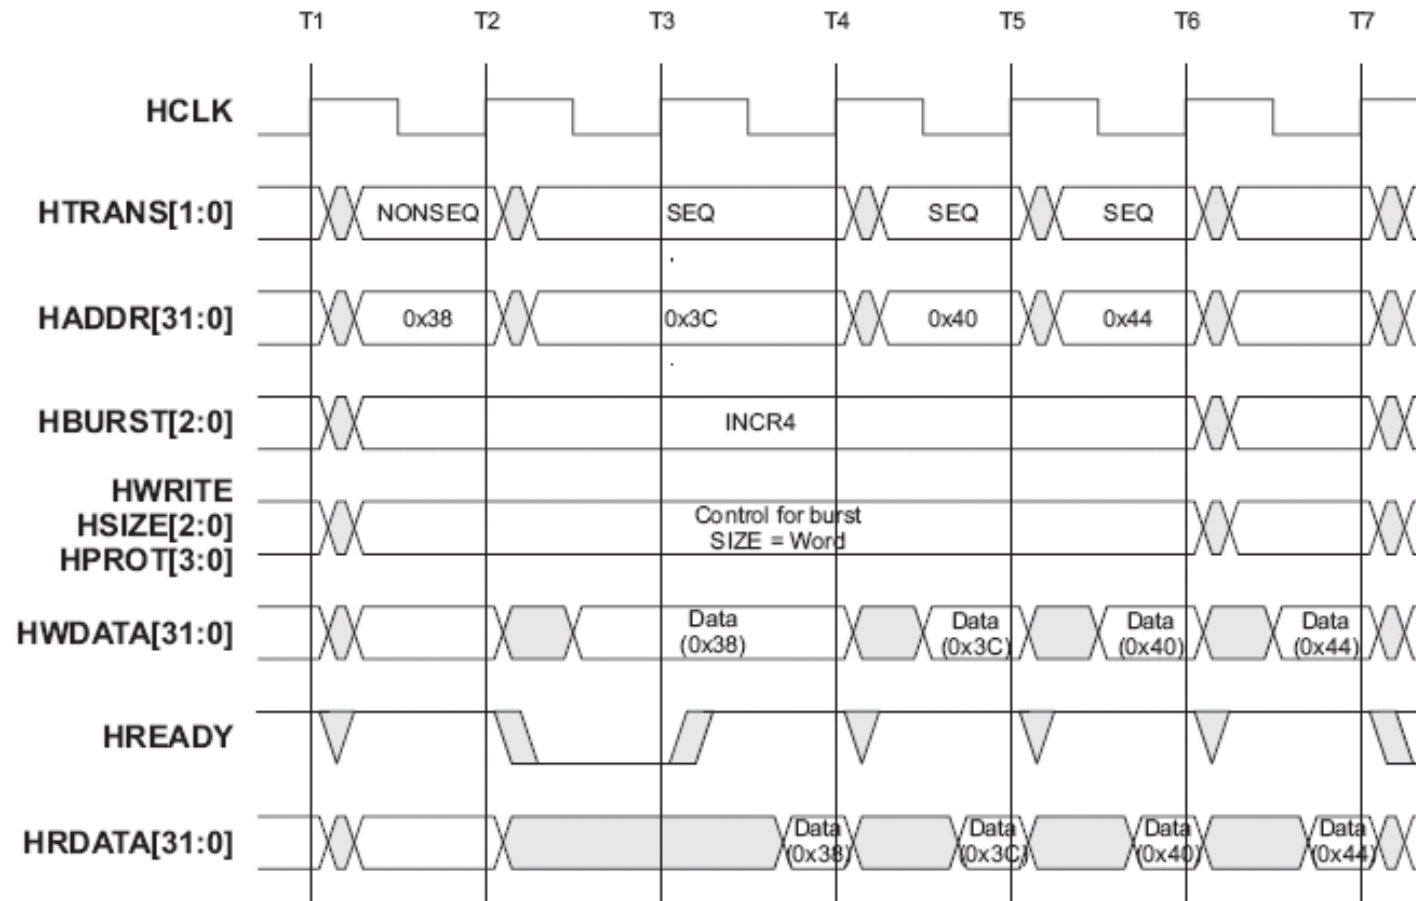 T1 T2 T3 T4 T5 T6 T7
HCLK
HTRANS[1:0] NONSEQ SEQ SEQ SEQ
HADDR[31:0] 0x38 0x3C 0x40 0x44
HBURST[2:0] INCR4
HWRITE
HSIZE[2:0]
HPROT[3:0]
Control for burst
SIZE = Word
HWDATA[31:0]
Data
(0x38)
Data
(0x3C)
Data
(0x40)
Data
(0x44)
HREADY
HRDATA[31:0]
Data
(0x38)
Data
(0x3C)
Data
(0x40)
Data
(0x44)